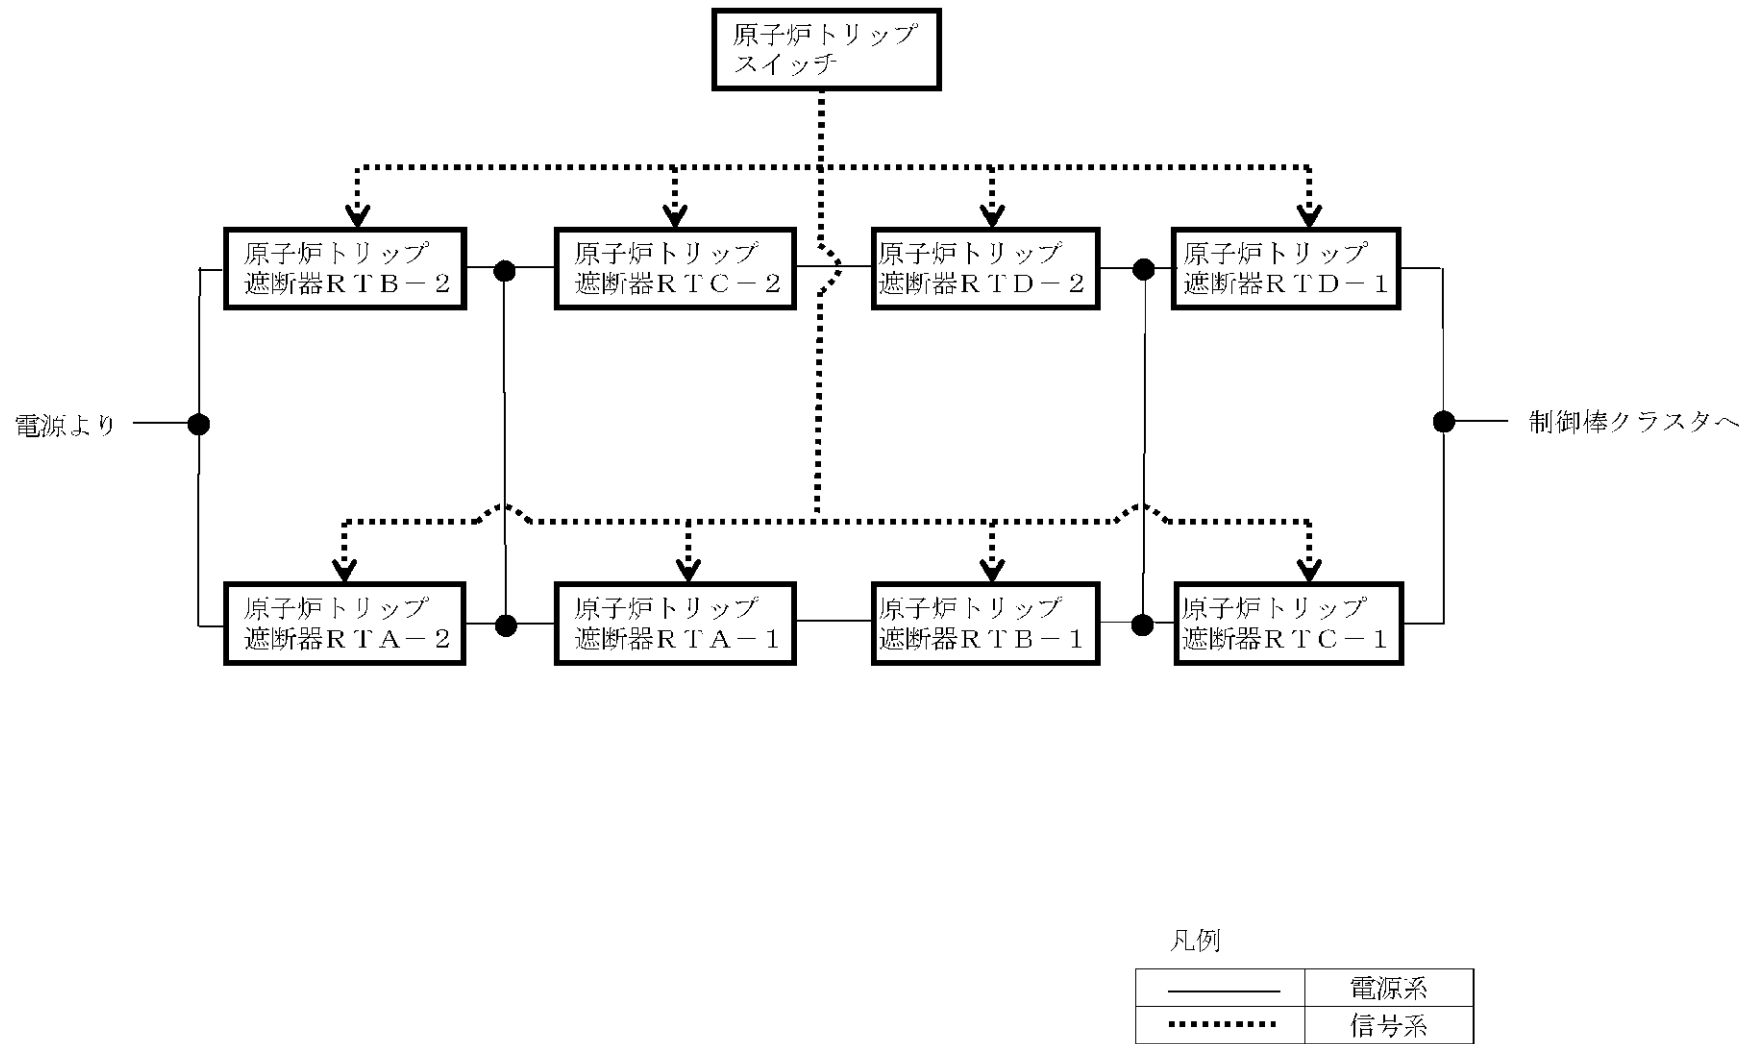 原子炉トリップ
スイッチ
原子炉トリップ
遮断器RTB-2
原子炉トリップ
遮断器RTC-2
原子炉トリップ
遮断器RTD-2
原子炉トリップ
遮断器RTD-1
電源より
制御棒クラスタへ
原子炉トリップ
遮断器RTA-2
原子炉トリップ
遮断器RTA-1
原子炉トリップ
遮断器RTB-1
原子炉トリップ
遮断器RTC-1
凡例
電源系
信号系